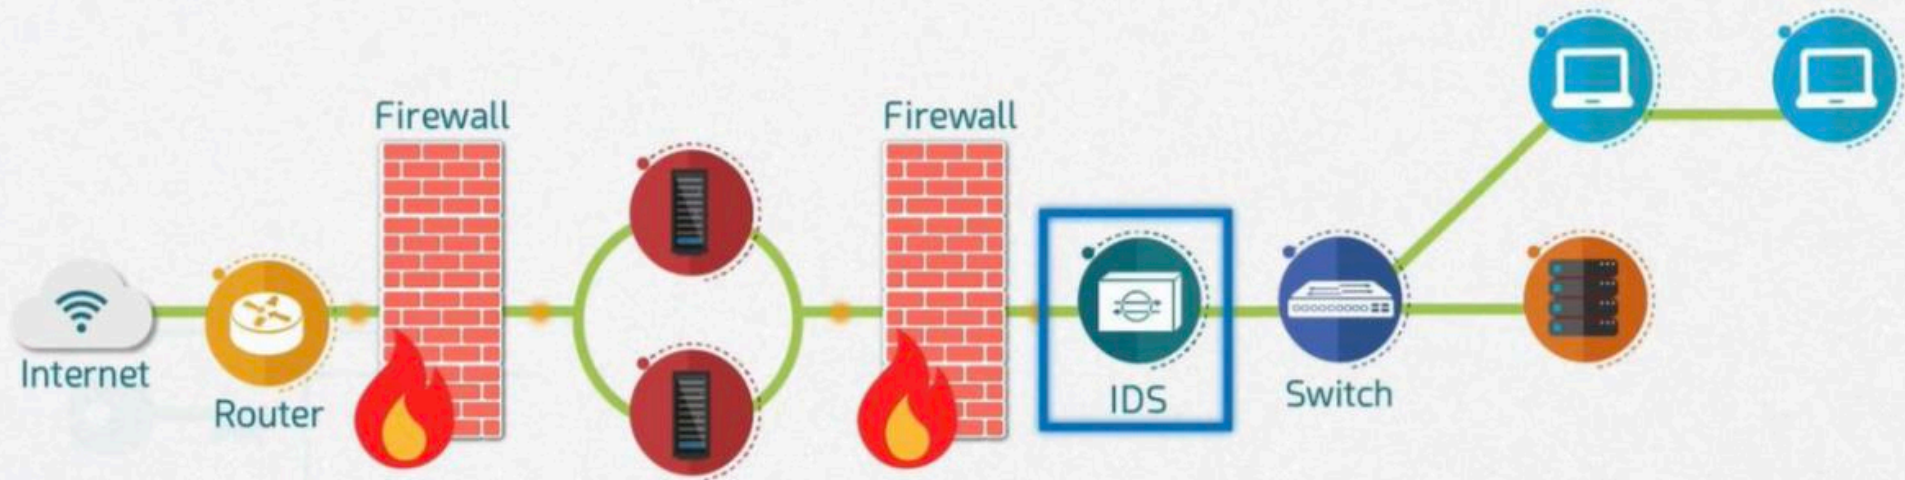 Internet
Router
Firewall
Firewall
IDS
Switch